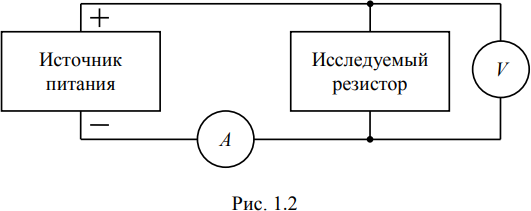 +
Источник
питания
−
Исследуемый
резистор
V
A
Рис. 1.2